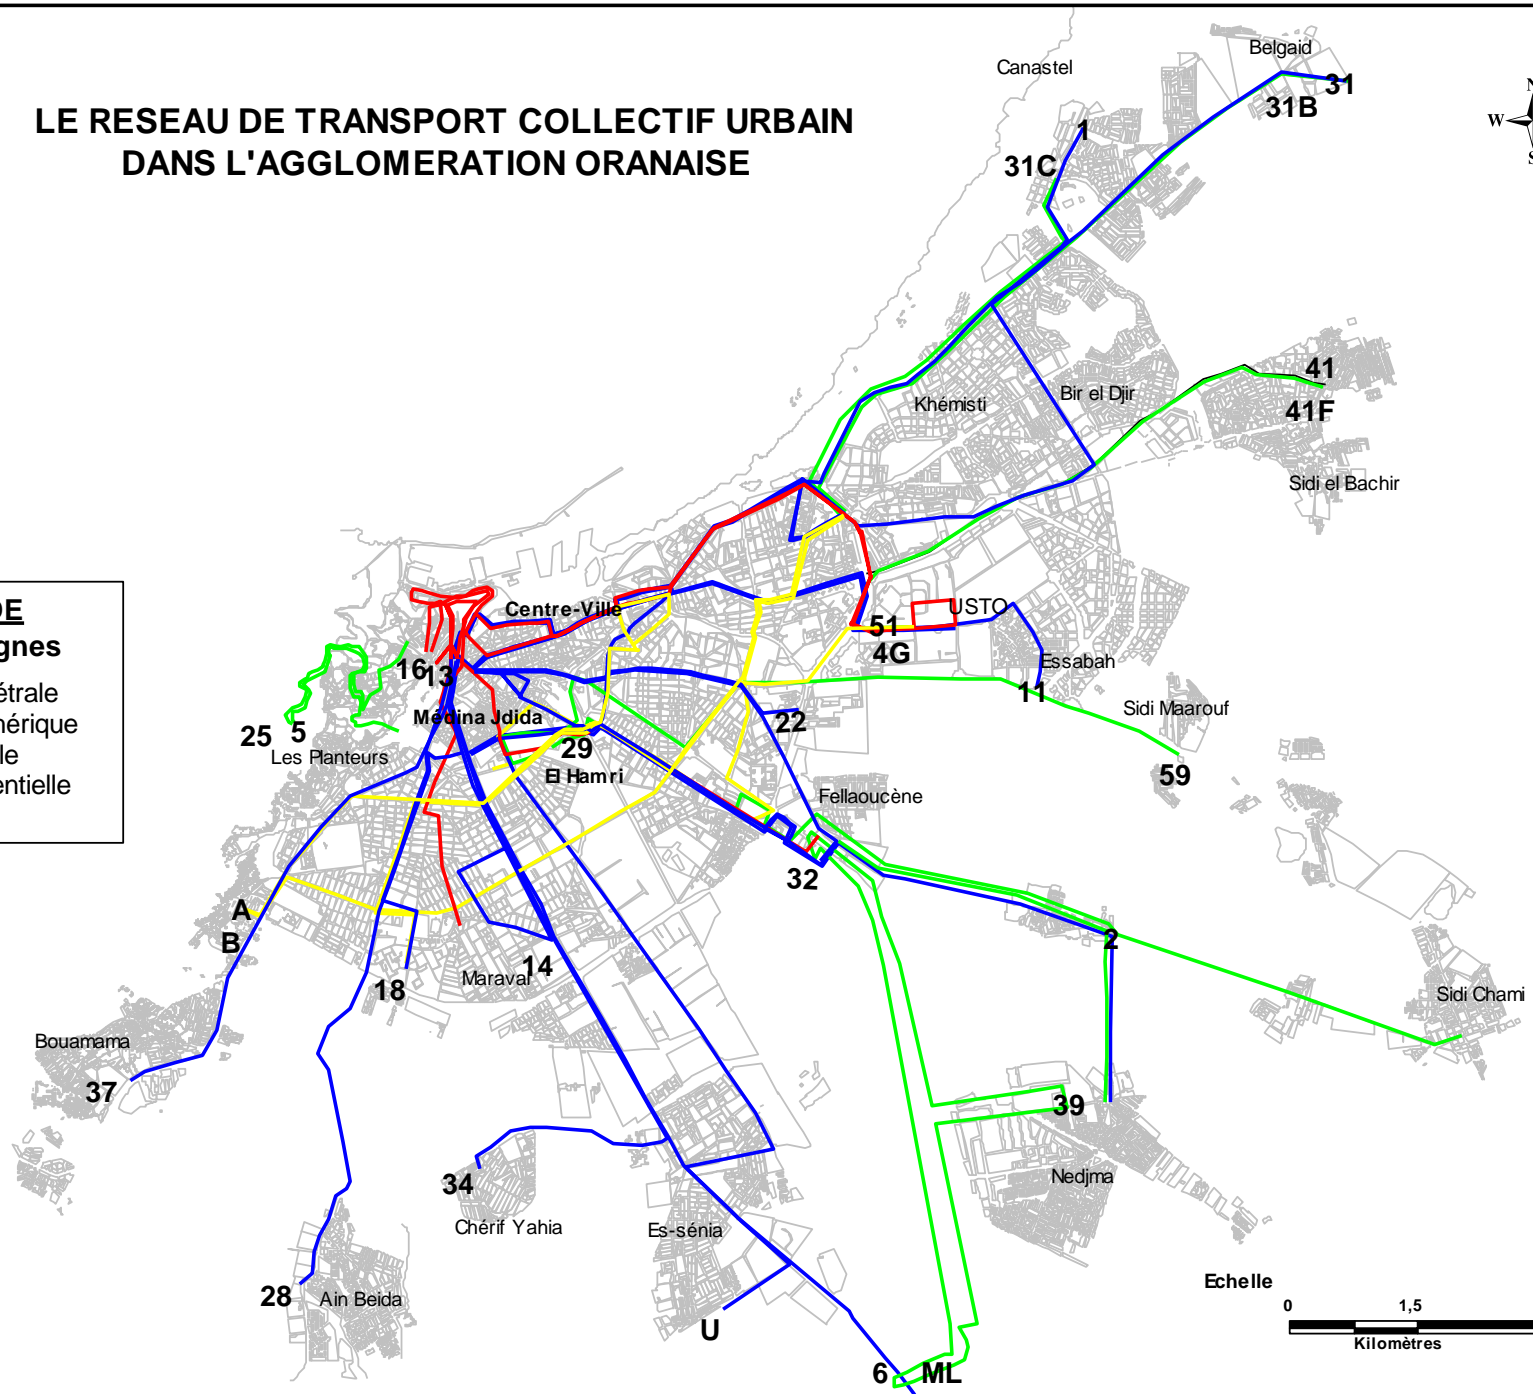 LE RESEAU DE TRANSPORT COLLECTIF URBAIN
DANS L'AGGLOMERATION ORANAISE
Canastel
Belgaid
31
31B
N
W
S
1
31C
Khémisti
Bir el Djir
41
41F
Sidi el Bachir
DE
gnes
étrale
hérique
le
entielle
Centre-Ville
USTO
51
4G
16
13
Essabah
11
Sidi Maarouf
Médina Jdida
22
25
5
Les Planteurs
29
El Hamri
59
Fellaoucène
32
A
B
2
14
Maraval
18
Sidi Chami
Bouamama
37
39
Nedjma
34
Chérif Yahia
Es-sénia
28
Ain Beida
U
6
ML
Echelle
0 1,5
Kilomètres